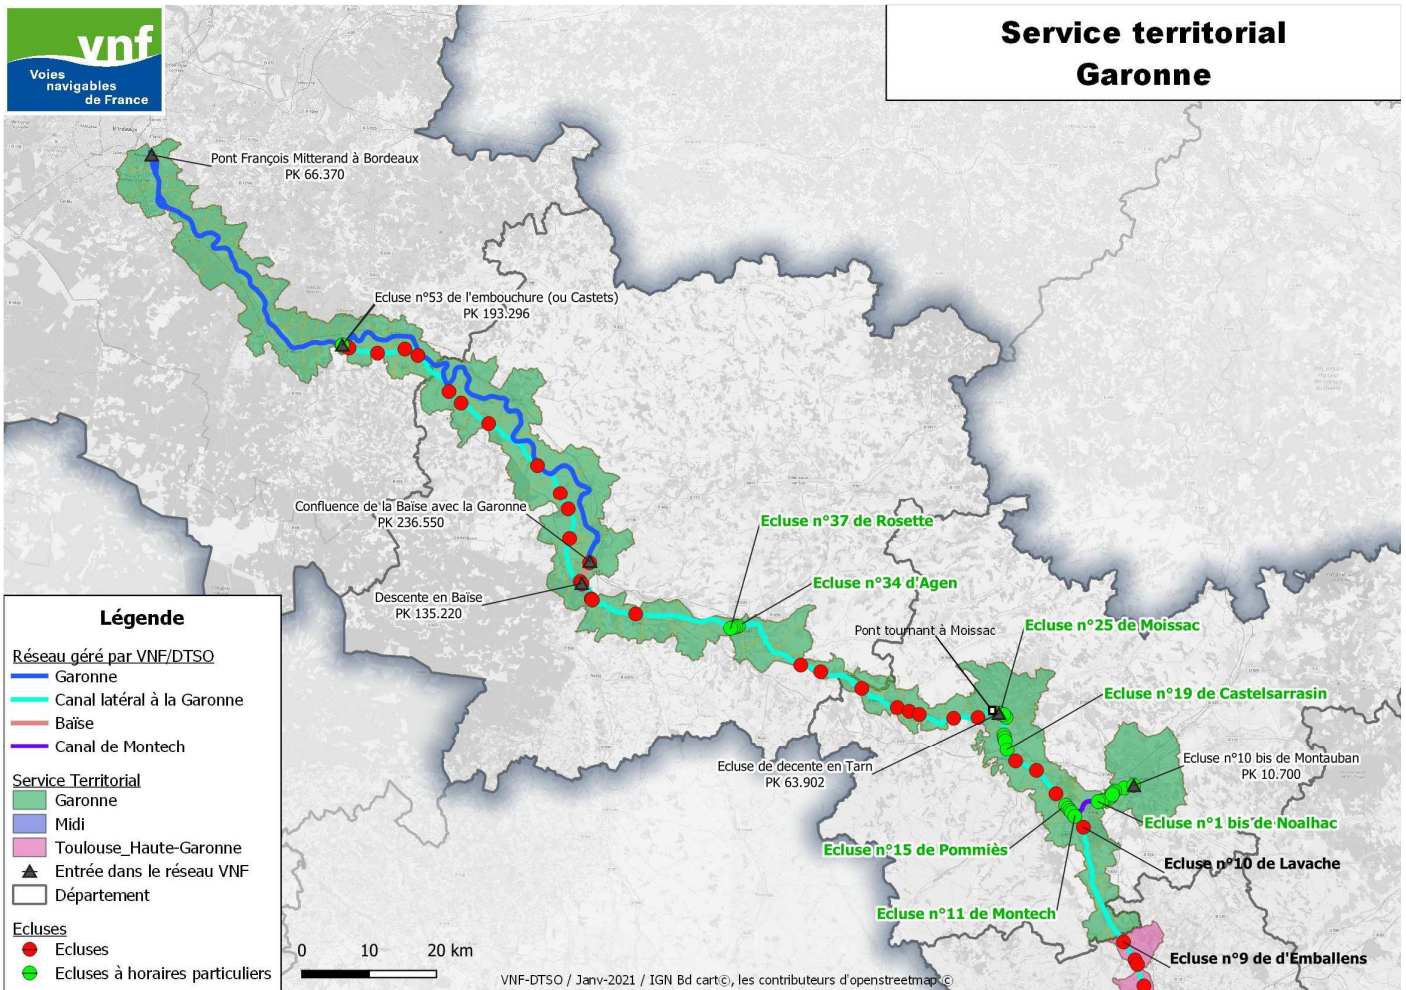 vnf
Voies
navigables
de France
Service territorial
Garonne
Pont François Mitterand à Bordeaux
PK 66.370
Ecluse n°53 de l'embouchure (ou Castets)
PK 193.296
Confluence de la Baïse avec la Garonne
PK 236.550
Ecluse n°37 de Rosette
Ecluse n°34 d'Agen
Descente en Baïse
PK 135.220
Pont tournant à Moissac
Ecluse n°25 de Moissac
Ecluse n°19 de Castelsarrasin
Ecluse de decente en Tarn
PK 63.902
Ecluse n°10 bis de Montauban
PK 10.700
Ecluse n°1 bis de Noalhac
Ecluse n°15 de Pommiès
Ecluse n°10 de Lavache
Ecluse n°11 de Montech
Ecluse n°9 de d'Emballens
Légende
Réseau géré par VNF/DTSO
Garonne
Canal latéral à la Garonne
Baïse
Canal de Montech
Service Territorial
Garonne
Midi
Toulouse_Haute-Garonne
Entrée dans le réseau VNF
Département
Ecluses
Ecluses
Ecluses à horaires particuliers
0 10 20 km
VNF-DTSO / Janv-2021 / IGN Bd carto©, les contributeurs d'openstreetmap ©